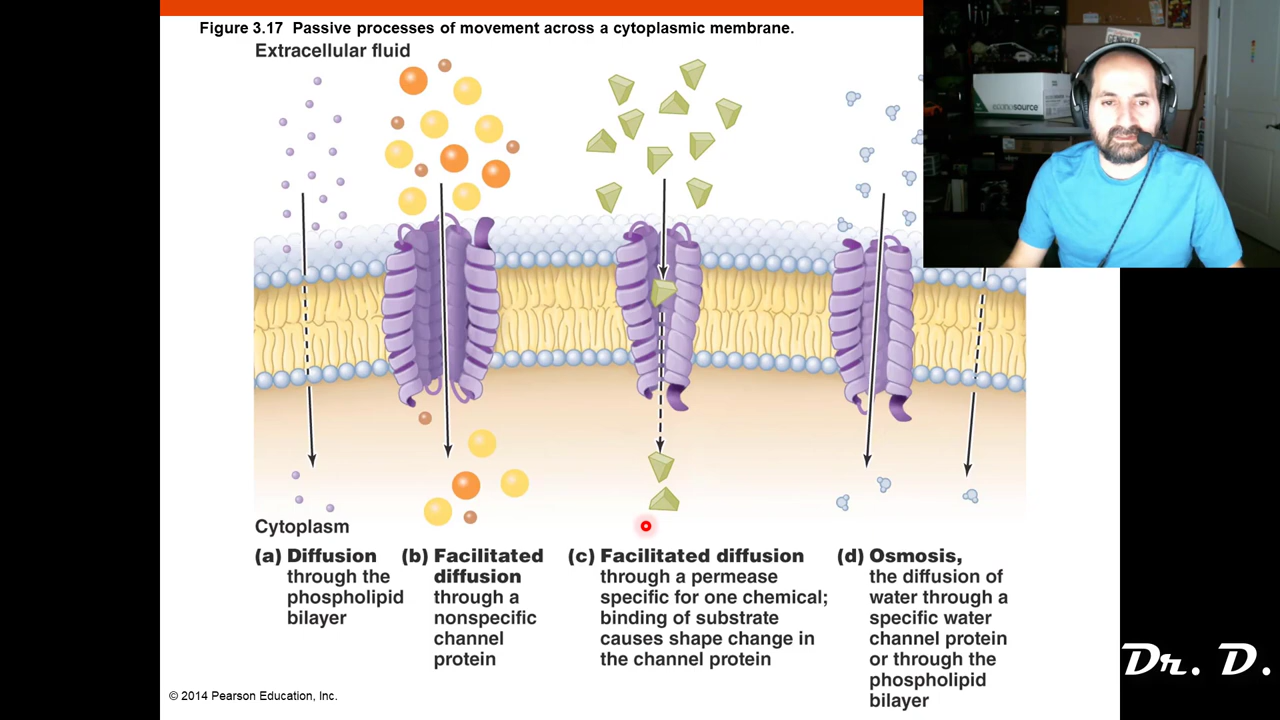 Figure 3.17 Passive processes of movement across a cytoplasmic membrane.
Extracellular fluid
Cytoplasm
(a) Diffusion
through the
phospholipid
bilayer
(b) Facilitated
diffusion
through a
nonspecific
channel
protein
(c) Facilitated diffusion
through a permease
specific for one chemical;
binding of substrate
causes shape change in
the channel protein
(d) Osmosis,
the diffusion of
water through a
specific water
channel protein
or through the
phospholipid
bilayer
© 2014 Pearson Education, Inc.
Dr. D.